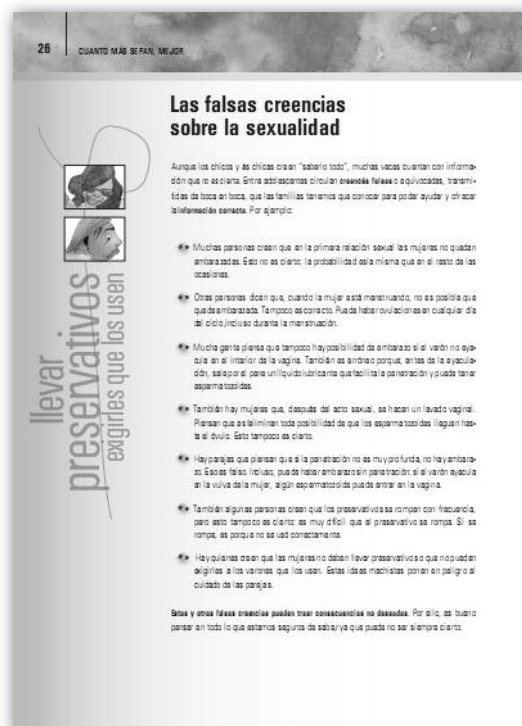 26
CUANTO MÁS SEPAN, MEJOR
Las falsas creencias
sobre la sexualidad
Aunque los chicos y las chicas creen "saberlo todo", muchas veces cuentan con informa-
ción que no es cierta. Entre adolescentes circulan creencias falsas o equivocadas, transmi-
tidas de boca en boca, que las familias tenemos que conocer para poder ayudar y ofrecer
la información correcta. Por ejemplo:
Muchas personas creen que en la primera relación sexual las mujeres no quedan
embarazadas. Esto no es cierto: la probabilidad es la misma que en el resto de las
ocasiones.
Otras personas dicen que, cuando la mujer está menstruando, no es posible que
quede embarazada. Tampoco es correcto. Puede haber ovulaciones en cualquier día
del ciclo, incluso durante la menstruación.
Mucha gente piensa que tampoco hay posibilidad de embarazo si el varón no eya-
cula en el interior de la vagina. También es erróneo porque, antes de la eyacula-
ción, sale por el pene un líquido lubricante que facilita la penetración y puede tener
espermatozoides.
También hay mujeres que, después del acto sexual, se hacen un lavado vaginal.
Piensan que así eliminan toda posibilidad de que los espermatozoides lleguen has-
ta el óvulo. Esto tampoco es cierto.
Hay parejas que piensan que si la penetración no es muy profunda, no hay embara-
zo. Eso es falso. Incluso, puede haber embarazo sin penetración: si el varón eyacula
en la vulva de la mujer, algún espermatozoide puede entrar en la vagina.
También algunas personas creen que los preservativos se rompen con frecuencia,
pero esto tampoco es cierto: es muy difícil que el preservativo se rompa. Si se
rompe, es porque no se usó correctamente.
Hay quienes creen que las mujeres no deben llevar preservativos o que no pueden
exigirles a los varones que los usen. Estas ideas machistas ponen en peligro el
cuidado de las parejas.
Estas y otras falsas creencias pueden traer consecuencias no deseadas. Por ello, es bueno
pensar en todo lo que estamos seguros de saber, ya que puede no ser siempre cierto.
llevar
preservativos
exigirles que los usen